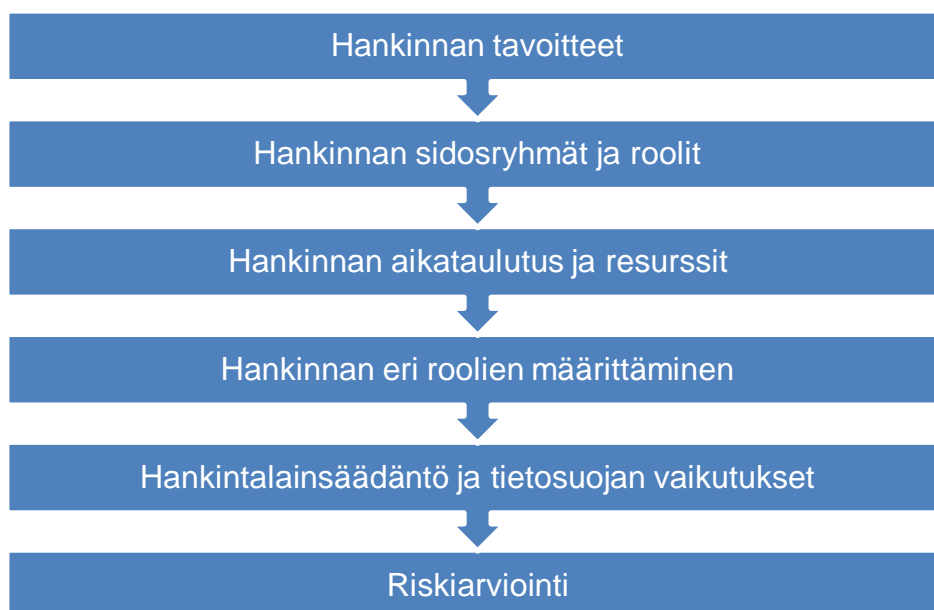 Hankinnan tavoitteet
Hankinnan sidosryhmät ja roolit
Hankinnan aikataulutus ja resurssit
Hankinnan eri roolien määrittäminen
Hankintalainsäädäntö ja tietosuojan vaikutukset
Riskiarviointi